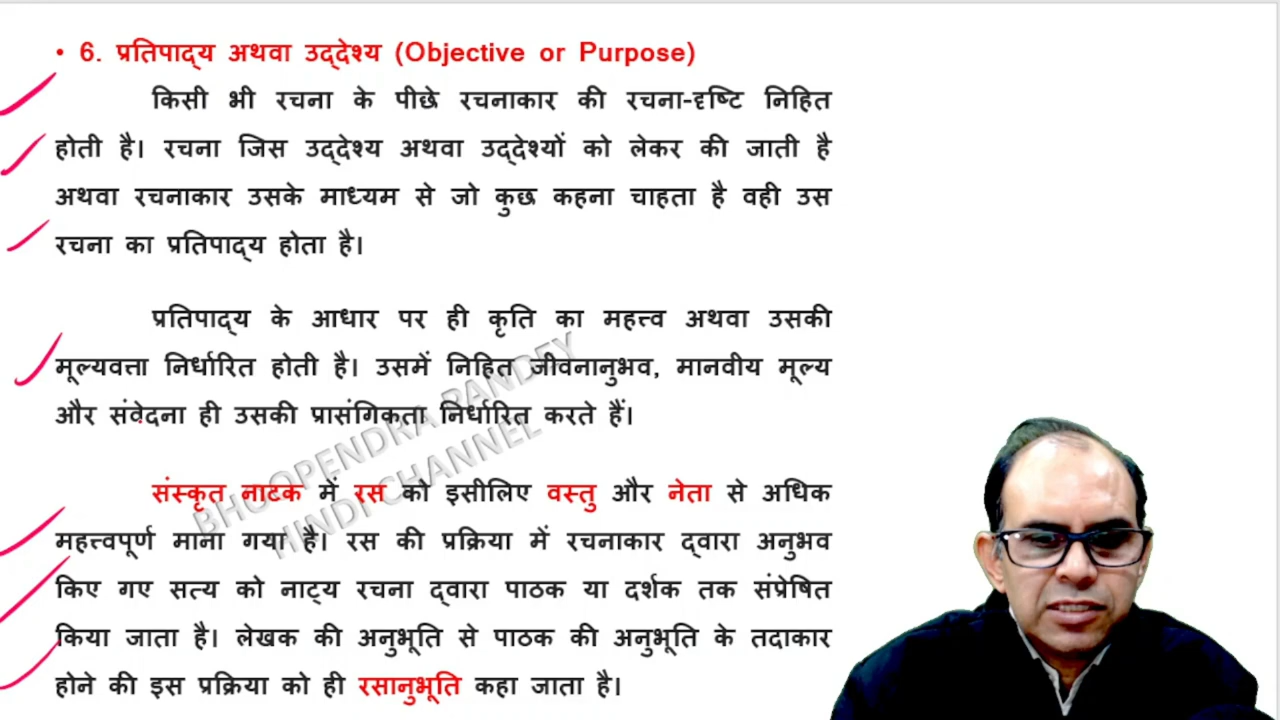 • 6. प्रतिपाद्य अथवा उद्देश्य (Objective or Purpose)
किसी भी रचना के पीछे रचनाकार की रचना-दृष्टि निहित
होती है। रचना जिस उद्देश्य अथवा उद्देश्यों को लेकर की जाती है
अथवा रचनाकार उसके माध्यम से जो कुछ कहना चाहता है वही उस
रचना का प्रतिपाद्य होता है।
प्रतिपाद्य के आधार पर ही कृति का महत्त्व अथवा उसकी
मूल्यवत्ता निर्धारित होती है। उसमें निहित जीवनानुभव, मानवीय मूल्य
और संवेदना ही उसकी प्रासंगिकता निर्धारित करते हैं।
संस्कृत नाटक में रस को इसीलिए वस्तु और नेता से अधिक
महत्त्वपूर्ण माना गया है। रस की प्रक्रिया में रचनाकार द्वारा अनुभव
किए गए सत्य को नाट्य रचना द्वारा पाठक या दर्शक तक संप्रेषित
किया जाता है। लेखक की अनुभूति से पाठक की अनुभूति के तदाकार
होने की इस प्रक्रिया को ही रसानुभूति कहा जाता है।
BHOOPENDRA PANDEY
HINDI CHANNEL